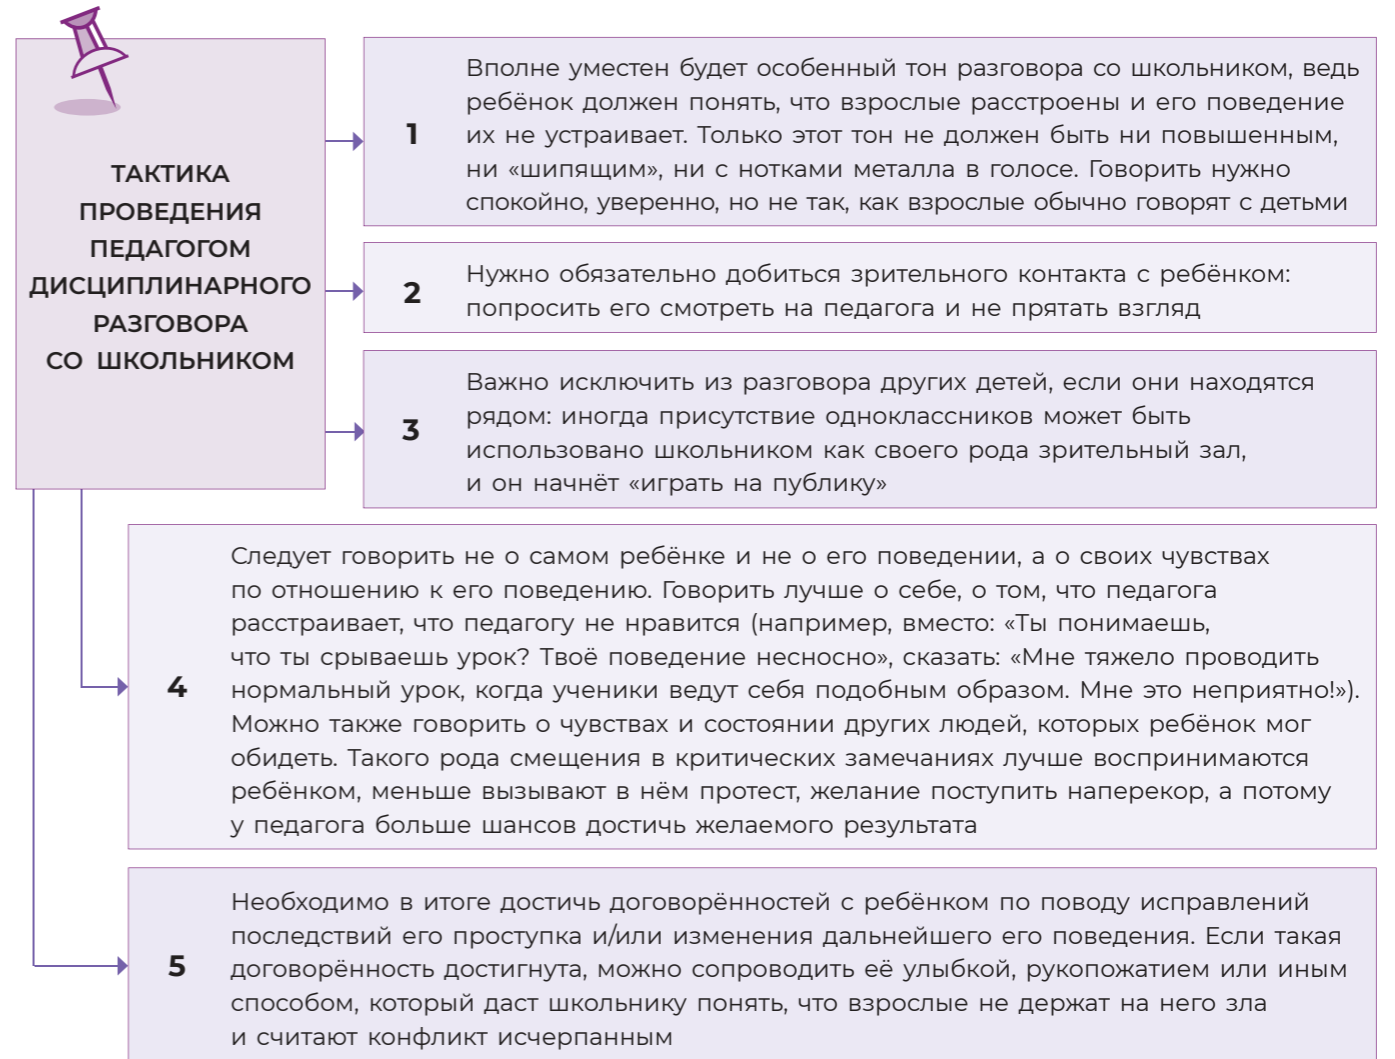 ТАКТИКА
ПРОВЕДЕНИЯ
ПЕДАГОГОМ
ДИСЦИПЛИНАРНОГО
РАЗГОВОРА
СО ШКОЛЬНИКОМ
1
Вполне уместен будет особенный тон разговора со школьником, ведь
ребёнок должен понять, что взрослые расстроены и его поведение
их не устраивает. Только этот тон не должен быть ни повышенным,
ни «шипящим», ни с нотками металла в голосе. Говорить нужно
спокойно, уверенно, но не так, как взрослые обычно говорят с детьми
2
Нужно обязательно добиться зрительного контакта с ребёнком:
попросить его смотреть на педагога и не прятать взгляд
3
Важно исключить из разговора других детей, если они находятся
рядом: иногда присутствие одноклассников может быть
использовано школьником как своего рода зрительный зал,
и он начнёт «играть на публику»
4
Следует говорить не о самом ребёнке и не о его поведении, а о своих чувствах
по отношению к его поведению. Говорить лучше о себе, о том, что педагога
расстраивает, что педагогу не нравится (например, вместо: «Ты понимаешь,
что ты срываешь урок? Твоё поведение несносно», сказать: «Мне тяжело проводить
нормальный урок, когда ученики ведут себя подобным образом. Мне это неприятно!»).
Можно также говорить о чувствах и состоянии других людей, которых ребёнок мог
обидеть. Такого рода смещения в критических замечаниях лучше воспринимаются
ребёнком, меньше вызывают в нём протест, желание поступить наперекор, а потому
у педагога больше шансов достичь желаемого результата
5
Необходимо в итоге достичь договорённостей с ребёнком по поводу исправлений
последствий его проступка и/или изменения дальнейшего его поведения. Если такая
договорённость достигнута, можно сопроводить её улыбкой, рукопожатием или иным
способом, который даст школьнику понять, что взрослые не держат на него зла
и считают конфликт исчерпанным